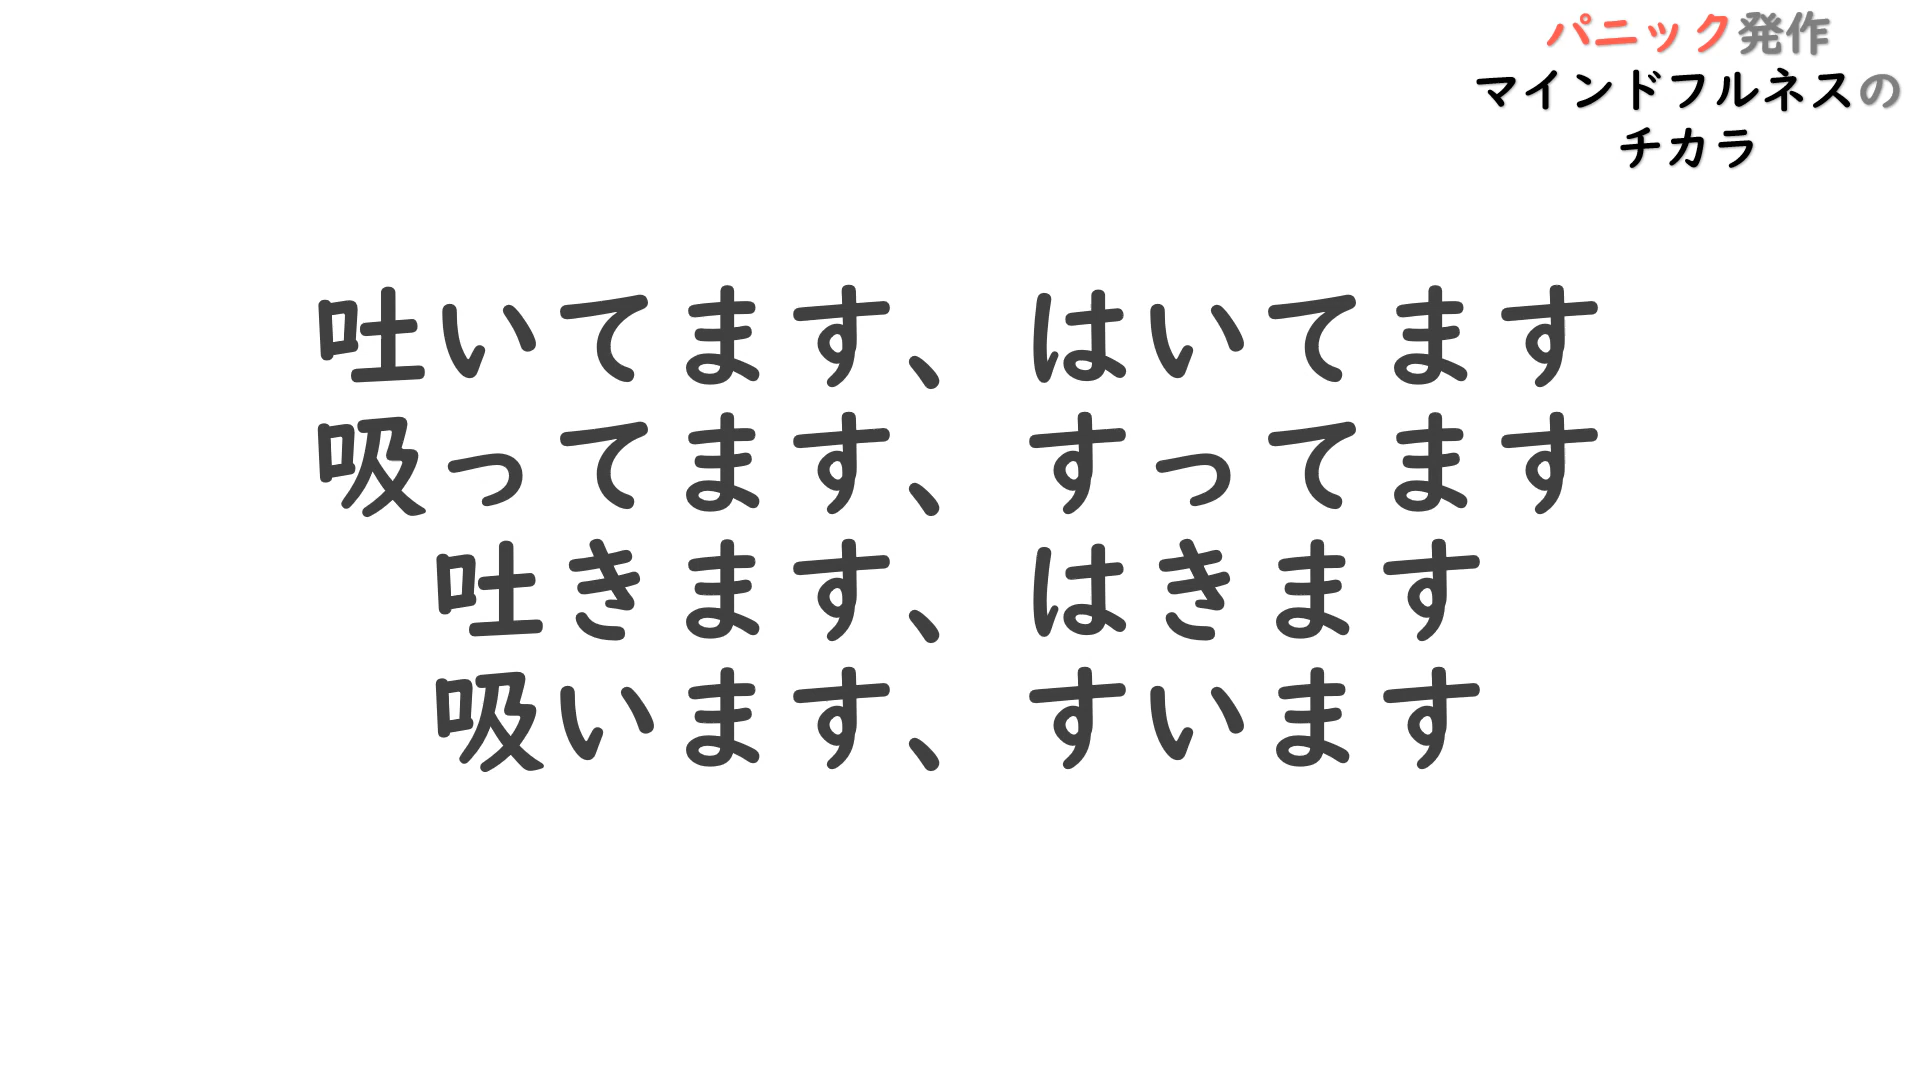 パニック発作
マインドフルネスの
チカラ
吐いてます、はいてます
吸ってます、すってます
吐きます、はきます
吸います、すいます